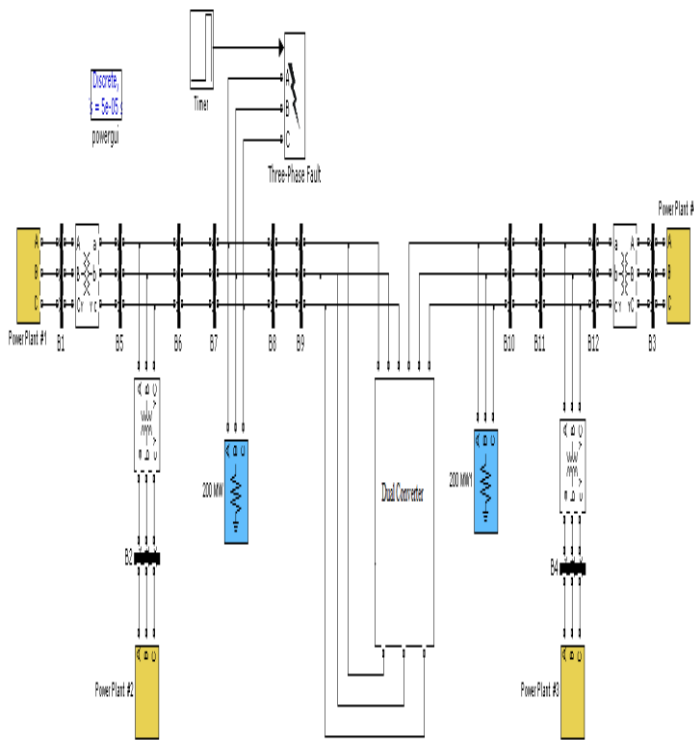 Discrete,
= 5e-05
powergui
Timer
A
B
C
Three-Phase Fault
Power Plant #
A
B
C
A
B
C
Y
a
b
c
Y
a
b
c
Y
A
B
C
Y
A
B
C
Power Plant #1
B1
B5
B6
B7
B8
B9
B10
B11
B12
B3
A
B
C
200 MW
A
B
C
Dual Converter
200 MW1
A
B
C
A
B
C
B2
B4
Power Plant #2
A
B
C
Power Plant #3
A
B
C